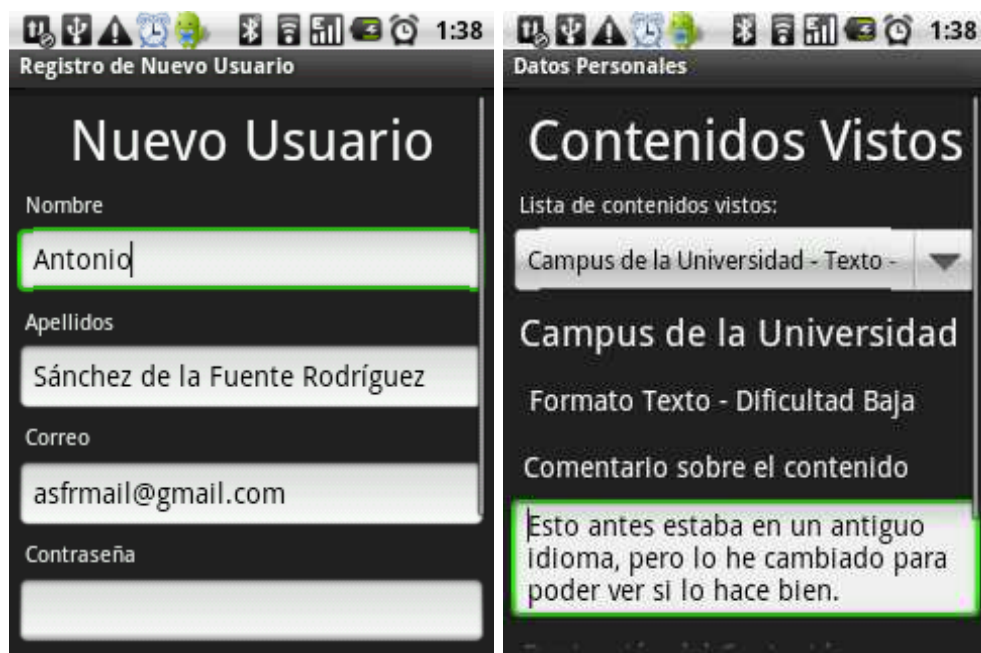 1:38
Registro de Nuevo Usuario
Nuevo Usuario
Nombre
Antonio
Apellidos
Sánchez de la Fuente Rodríguez
Correo
asfrmail@gmail.com
Contraseña
1:38
Datos Personales
Contenidos Vistos
Lista de contenidos vistos:
Campus de la Universidad - Texto -
Campus de la Universidad
Formato Texto - Dificultad Baja
Comentario sobre el contenido
Esto antes estaba en un antiguo
idioma, pero lo he cambiado para
poder ver si lo hace bien.